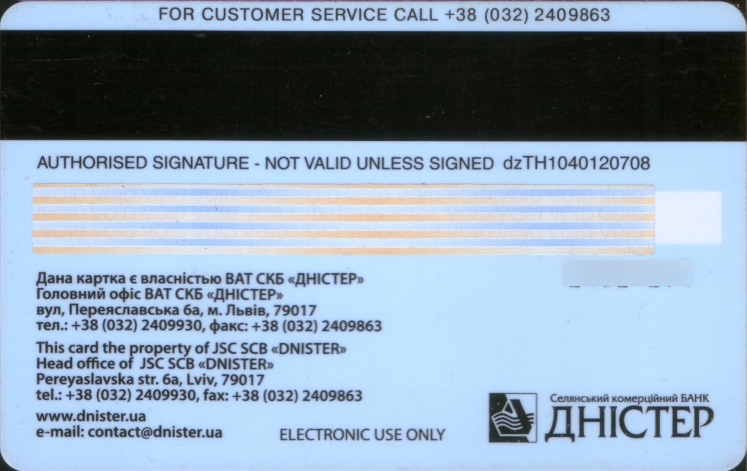 FOR CUSTOMER SERVICE CALL +38 (032) 2409863
AUTHORISED SIGNATURE - NOT VALID UNLESS SIGNED dzTH1040120708
Дана картка є власністю ВАТ СКБ «ДНІСТЕР»
Головний офіс ВАТ СКБ «ДНІСТЕР»
вул, Переяславська 6а, м. Львів, 79017
тел.: +38 (032) 2409930, факс: +38 (032) 2409863
This card the property of JSC SCB «DNISTER»
Head office of JSC SCB «DNISTER»
Pereyaslavska str. 6a, Lviv, 79017
tel.: +38 (032) 2409930, fax: +38 (032) 2409863
www.dnister.ua
e-mail: contact@dnister.ua
ELECTRONIC USE ONLY
Селянський комерційний БАНК
ДНІСТЕР